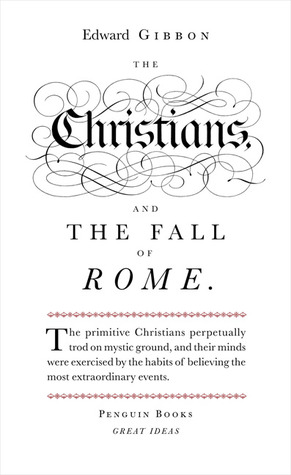 Edward GIBBON
THE
Christians,
AND
THE FALL
OF
ROME.
The primitive Christians perpetually
trod on mystic ground, and their minds
were exercised by the habits of believing the
most extraordinary events.
PENGUIN BOOKS
GREAT IDEAS